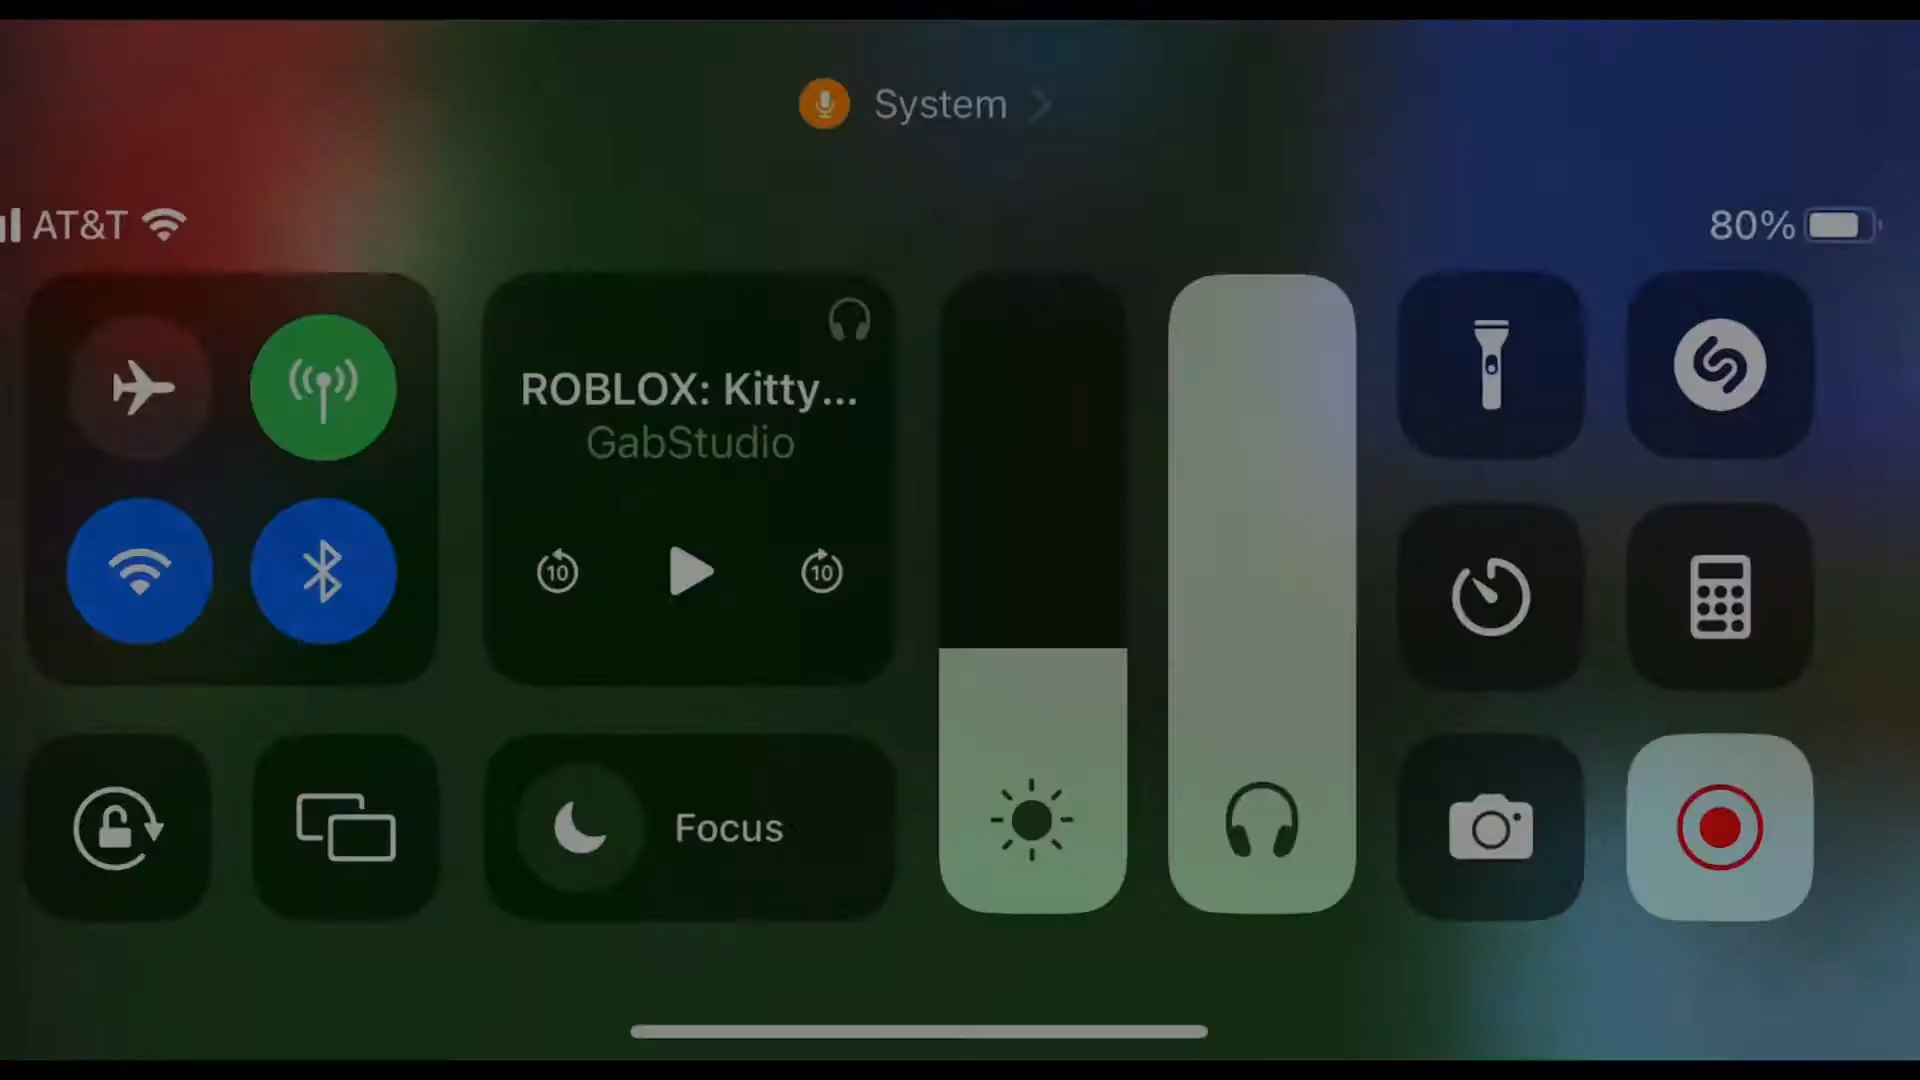 System
AT&T
80%
ROBLOX: Kitty...
GabStudio
10
10
Focus